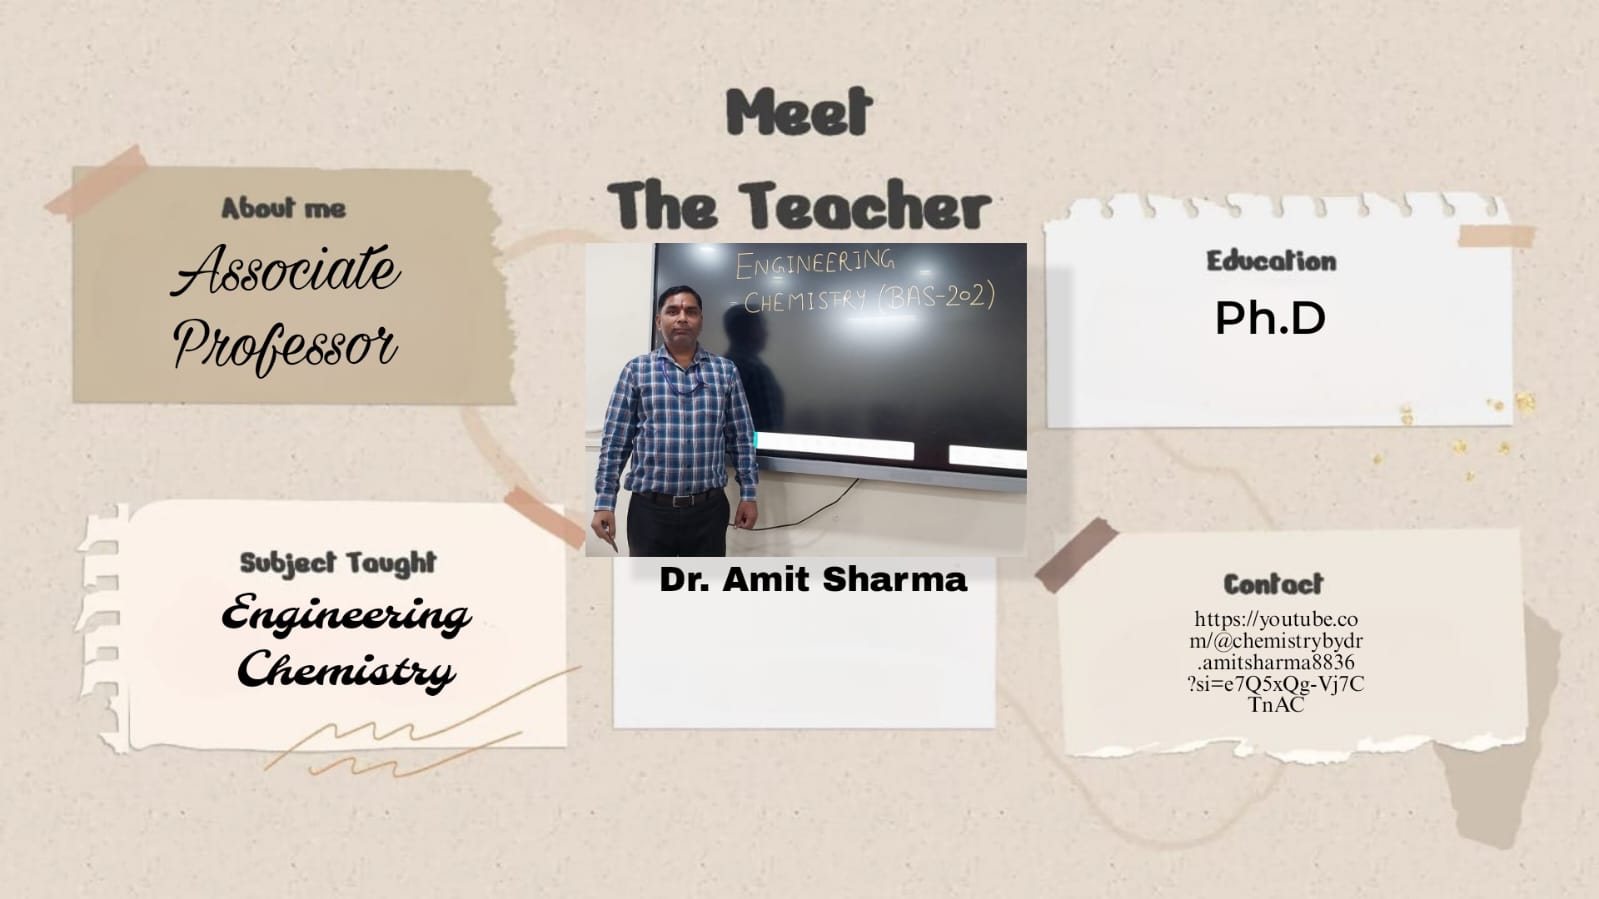 Meet
The Teacher
About me
Associate
Professor
ENGINEERING
-CHEMISTRY (BAS-202)
Education
Ph.D
Subject Taught
Engineering
Chemistry
Dr. Amit Sharma
Contact
https://youtube.co
m/@chemistrybydr
.amitsharma8836
?si=e7Q5xQg-Vj7C
TnAC